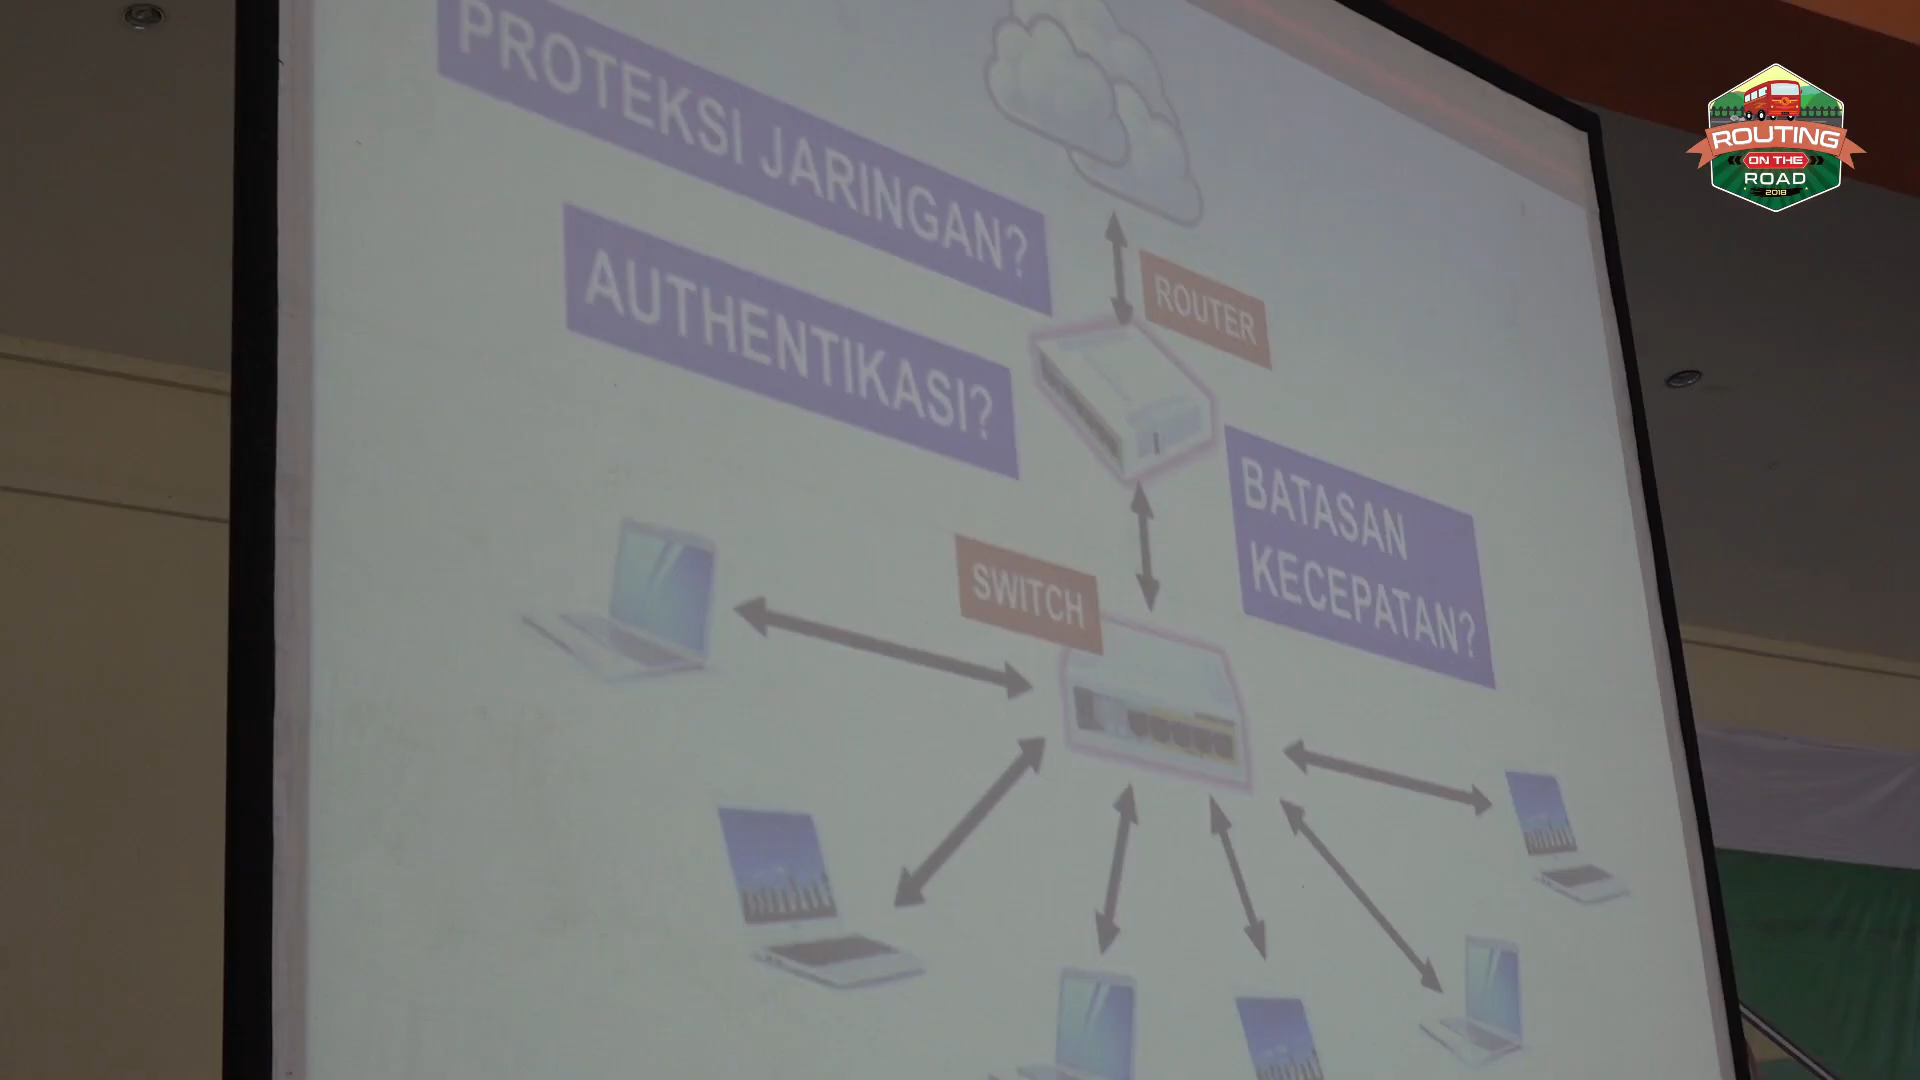 PROTEKSI JARINGAN?
AUTHENTIKASI?
ROUTER
BATASAN
KECEPATAN?
SWITCH
ROUTING
ON THE
ROAD
2018